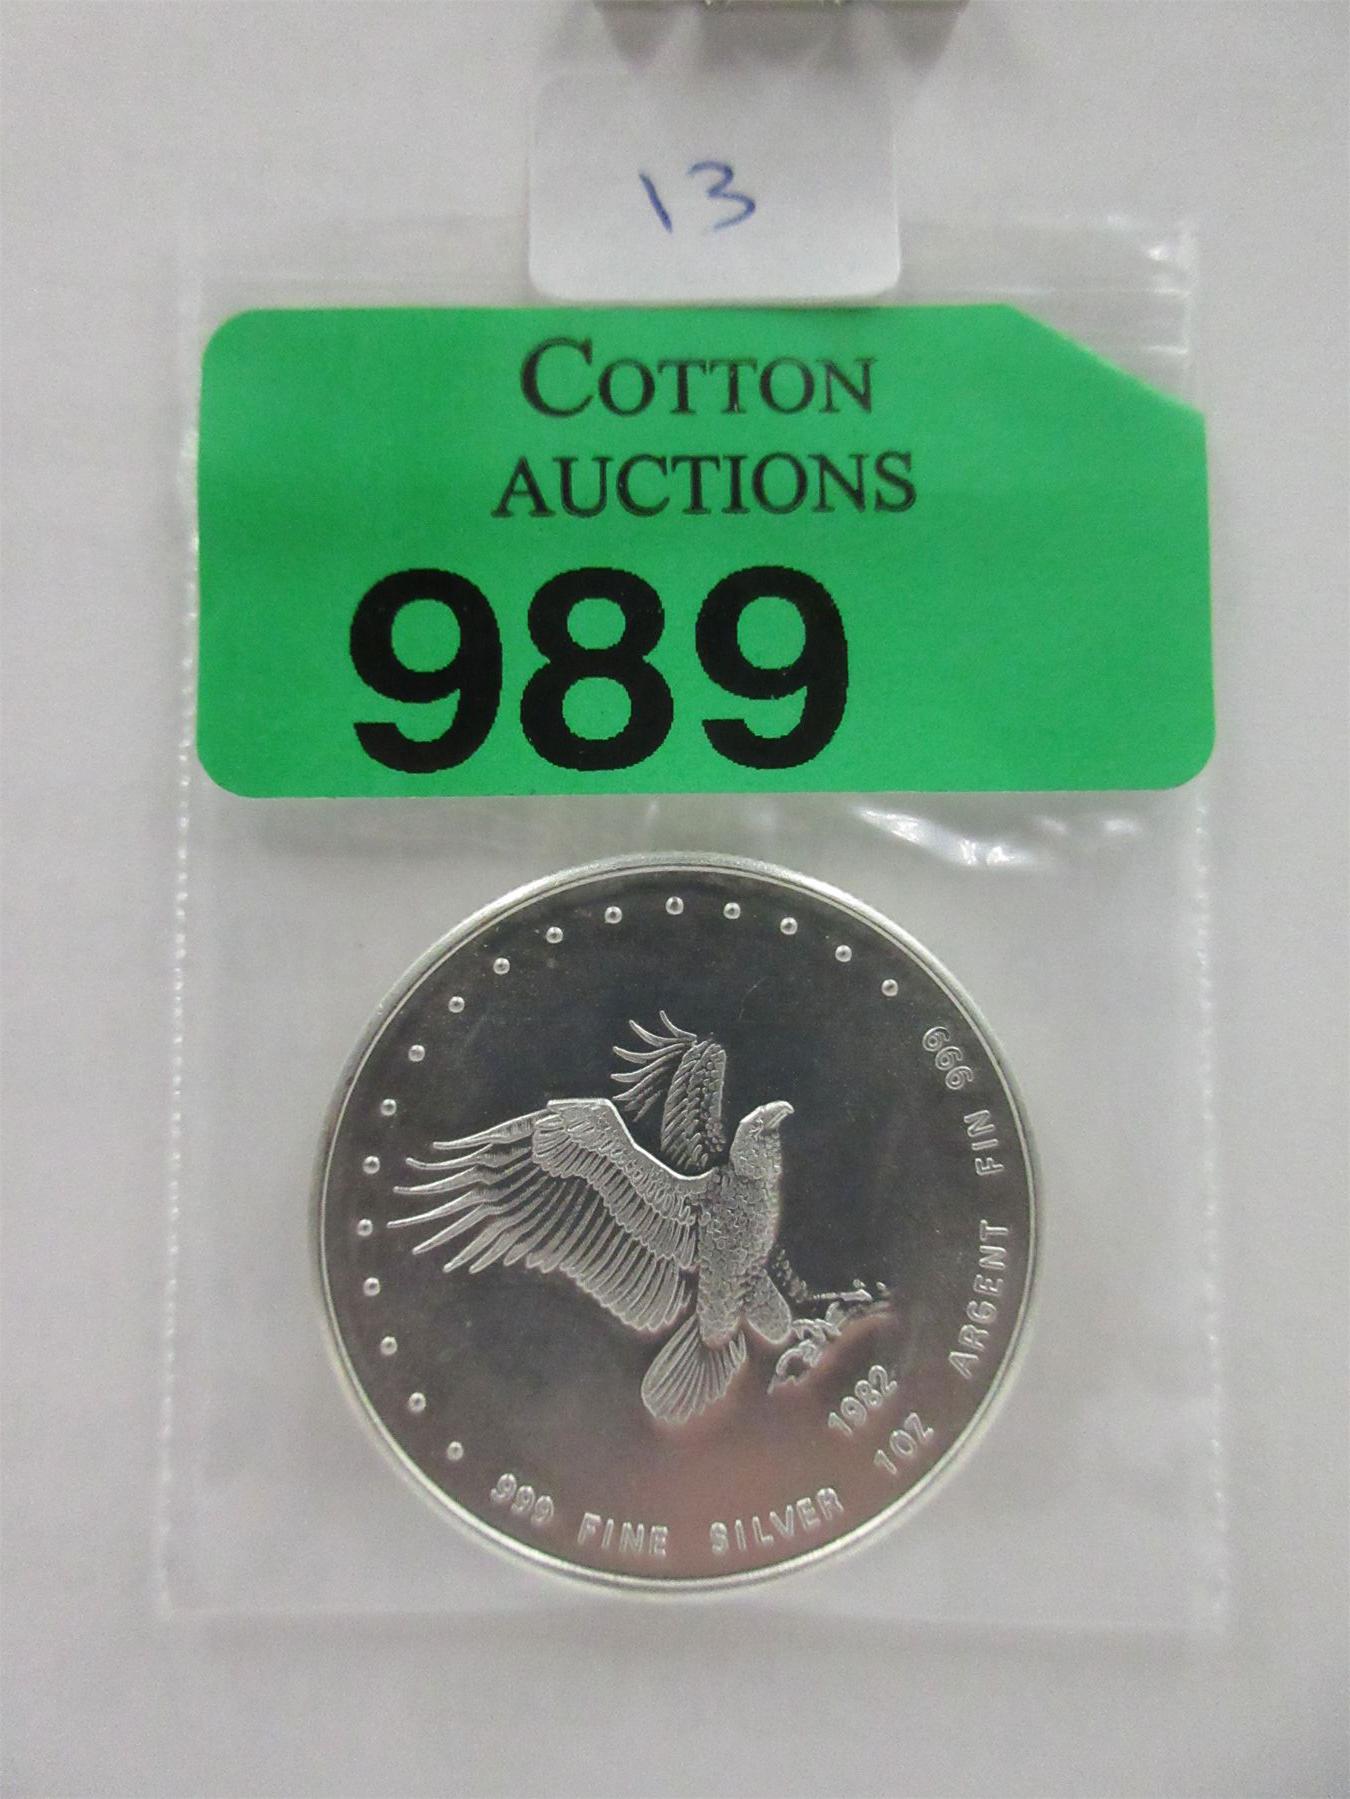 13
COTTON
AUCTIONS
989
999 FINE SILVER 1OZ ARGENT FIN 999
1982